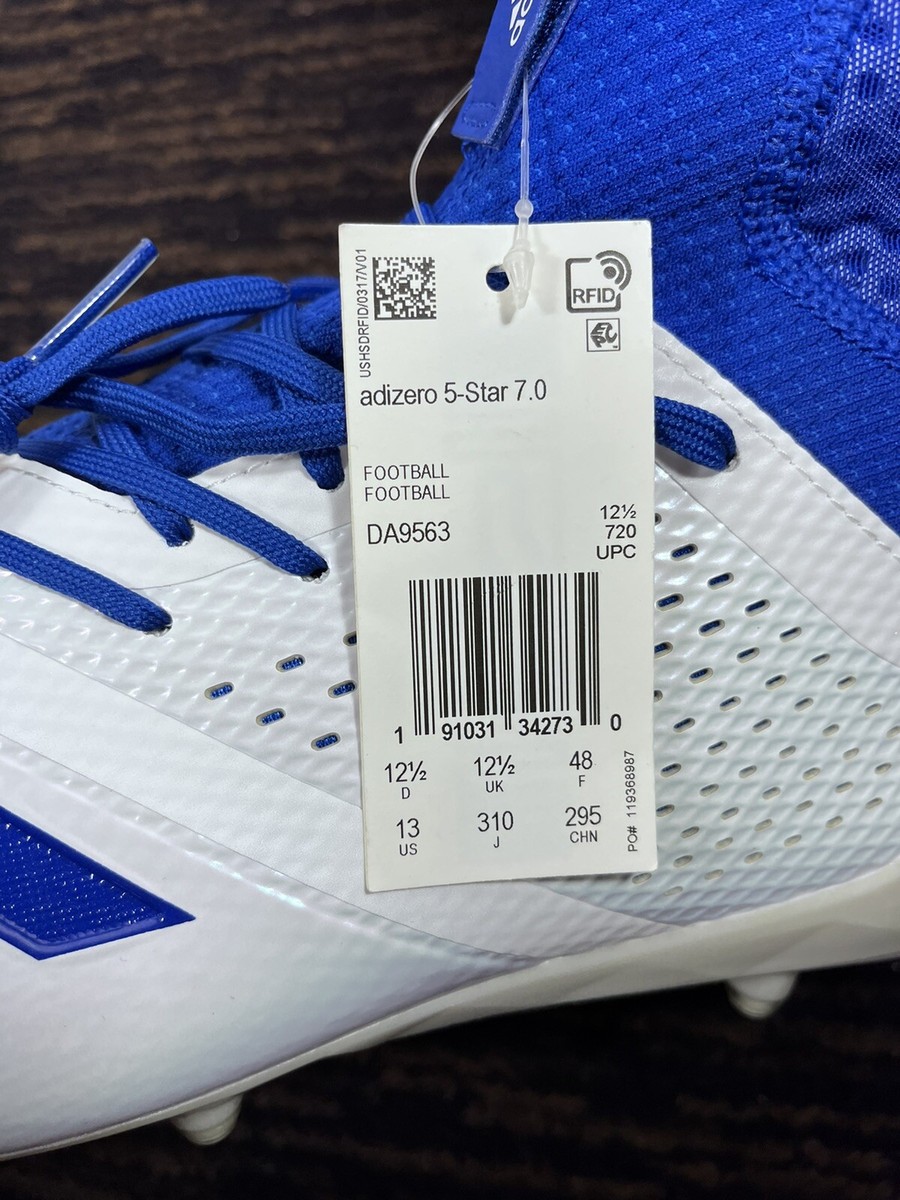 USHSDRFID/0317/V01
RFID
adizero 5-Star 7.0
FOOTBALL
FOOTBALL
DA9563
12½
720
UPC
1 91031 34273 0
12½ 12½ 48
D UK F
13 310 295
US J CHN
PO# 119368987